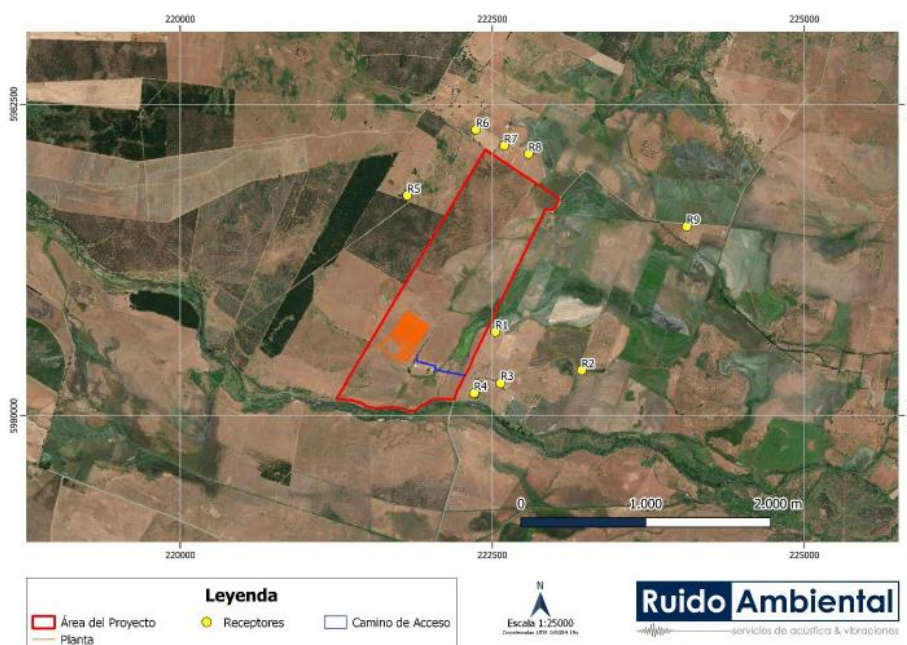 220000
222500
225000
5982500
R6
R7
R8
R5
R9
R1
R2
R3
R4
5980000
0
1.000
2.000 m
220000
222500
225000
Leyenda
Área del Proyecto
Receptores
Camino de Acceso
Planta
N
Escala 1:25000
Ruido Ambiental
servicios de acústica & vibraciones